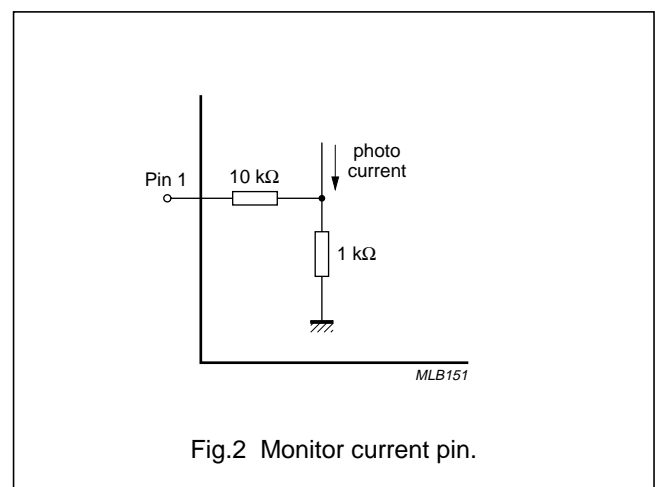 photo
current
Pin 1
10 kΩ
1 kΩ
MLB151
Fig.2 Monitor current pin.